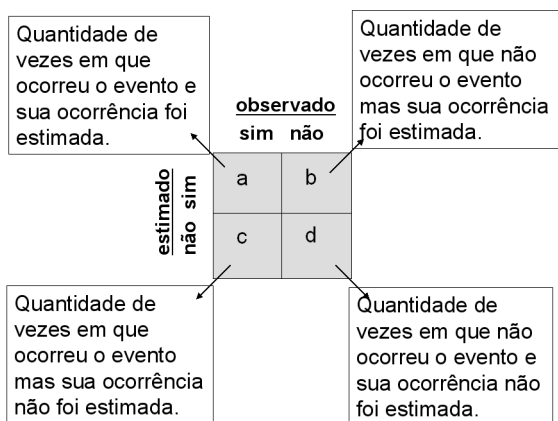 Quantidade de
vezes em que
ocorreu o evento e
sua ocorrência foi
estimada.
Quantidade de
vezes em que não
ocorreu o evento
mas sua ocorrência
foi estimada.
observado
sim não
estimado
não sim
a b
c d
Quantidade de
vezes em que
ocorreu o evento
mas sua ocorrência
não foi estimada.
Quantidade de
vezes em que não
ocorreu o evento e
sua ocorrência não
foi estimada.